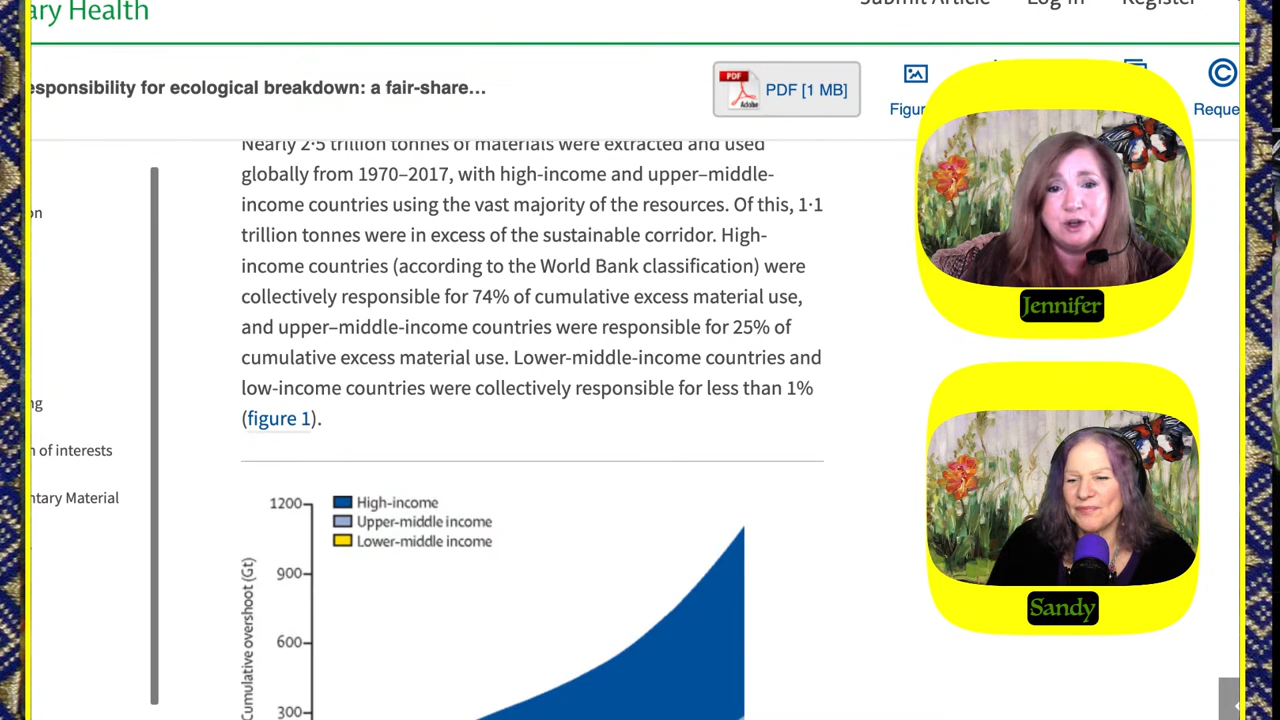 ary Health
Submit Article Log in Register
esponsibility for ecological breakdown: a fair-share…
PDF
Adobe
PDF [1 MB]
Figur
Reque
on
ng
n of interests
ntary Material
Nearly 2·5 trillion tonnes of materials were extracted and used
globally from 1970–2017, with high-income and upper–middle-
income countries using the vast majority of the resources. Of this, 1·1
trillion tonnes were in excess of the sustainable corridor. High-
income countries (according to the World Bank classification) were
collectively responsible for 74% of cumulative excess material use,
and upper–middle-income countries were responsible for 25% of
cumulative excess material use. Lower-middle-income countries and
low-income countries were collectively responsible for less than 1%
(figure 1).
1200
900
600
300
Cumulative overshoot (Gt)
High-income
Upper-middle income
Lower-middle income
Jennifer
Sandy